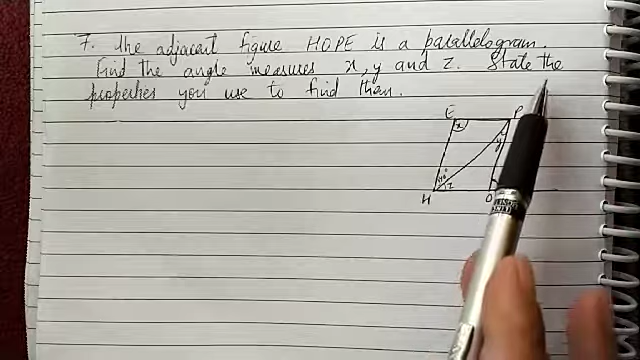 7. The adjacent figure HOPE is a parallelogram.
Find the angle measures x, y and z. State the
properties you use to find them.
E P
x
y
40°
z
H O